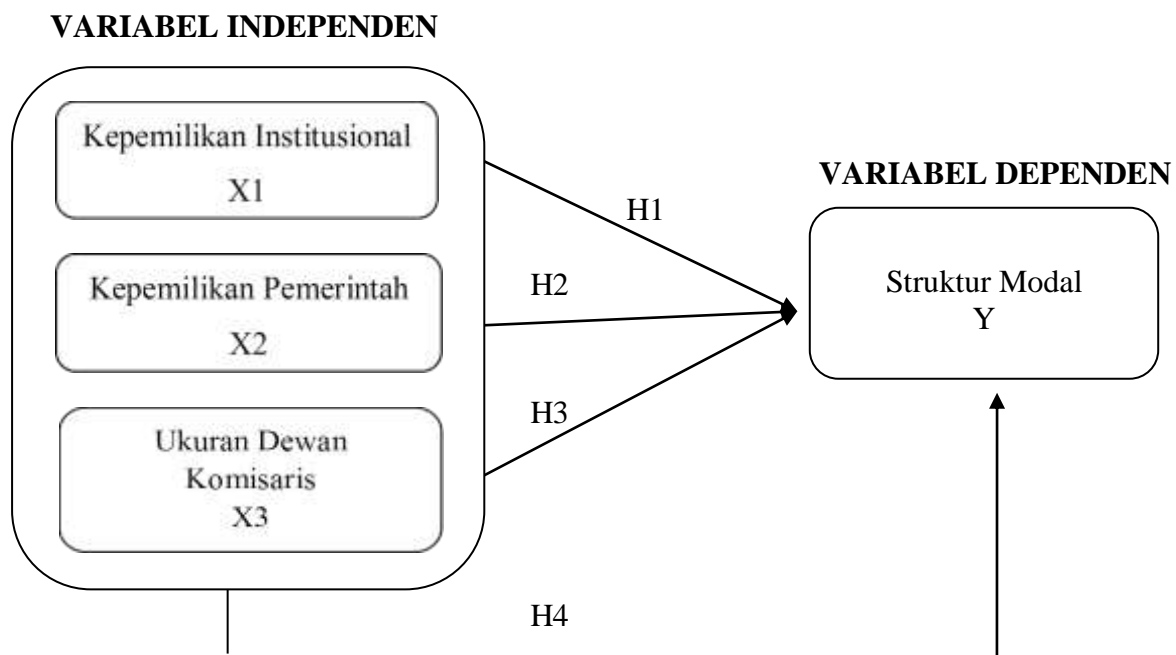 VARIABEL INDEPENDEN
Kepemilikan Institusional
X1
Kepemilikan Pemerintah
X2
Ukuran Dewan
Komisaris
X3
H1
H2
H3
H4
VARIABEL DEPENDEN
Struktur Modal
Y